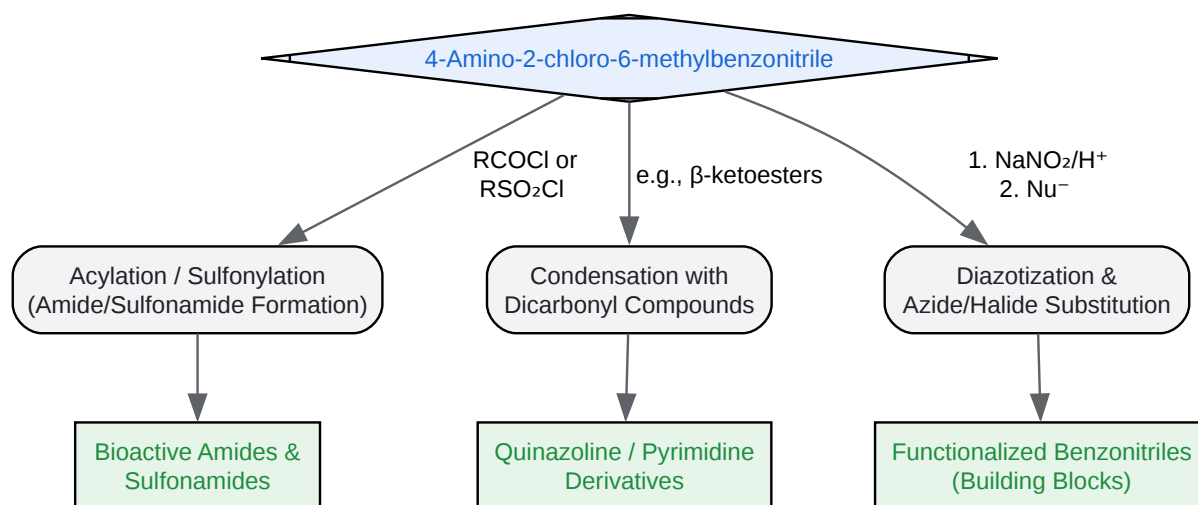 4-Amino-2-chloro-6-methylbenzonitrile
RCOCl or
RSO₂Cl
e.g., β-ketoesters
1. NaNO₂/H⁺
2. Nu⁻
Acylation / Sulfonylation
(Amide/Sulfonamide Formation)
Condensation with
Dicarbonyl Compounds
Diazotization &
Azide/Halide Substitution
Bioactive Amides &
Sulfonamides
Quinazoline / Pyrimidine
Derivatives
Functionalized Benzonitriles
(Building Blocks)